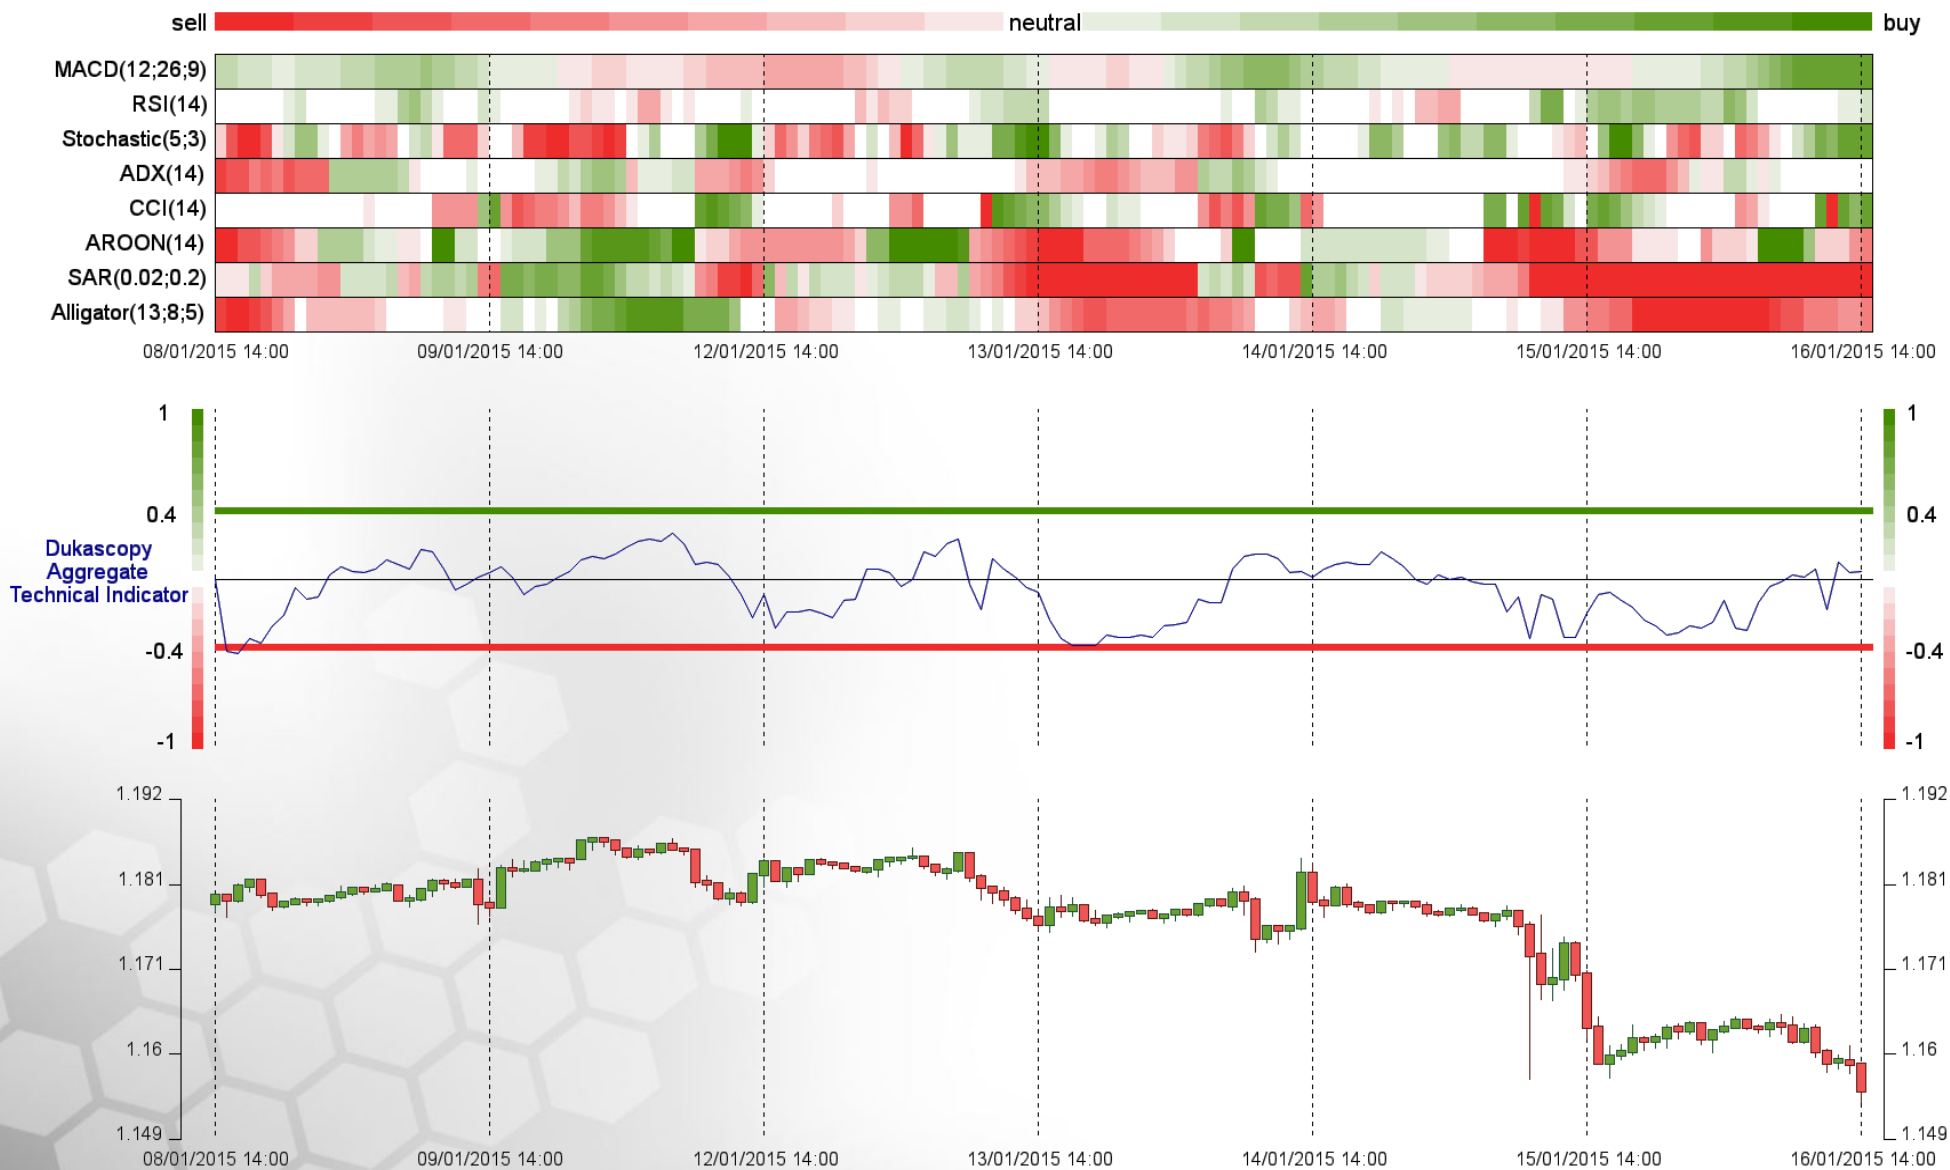 sell neutral buy
MACD(12;26;9)
RSI(14)
Stochastic(5;3)
ADX(14)
CCI(14)
AROON(14)
SAR(0.02;0.2)
Alligator(13;8;5)
08/01/2015 14:00 09/01/2015 14:00 12/01/2015 14:00 13/01/2015 14:00 14/01/2015 14:00 15/01/2015 14:00 16/01/2015 14:00
1 1
0.4 0.4
Dukascopy
Aggregate
Technical Indicator
-0.4 -0.4
-1 -1
1.192 1.192
1.181 1.181
1.171 1.171
1.16 1.16
1.149 1.149
08/01/2015 14:00 09/01/2015 14:00 12/01/2015 14:00 13/01/2015 14:00 14/01/2015 14:00 15/01/2015 14:00 16/01/2015 14:00